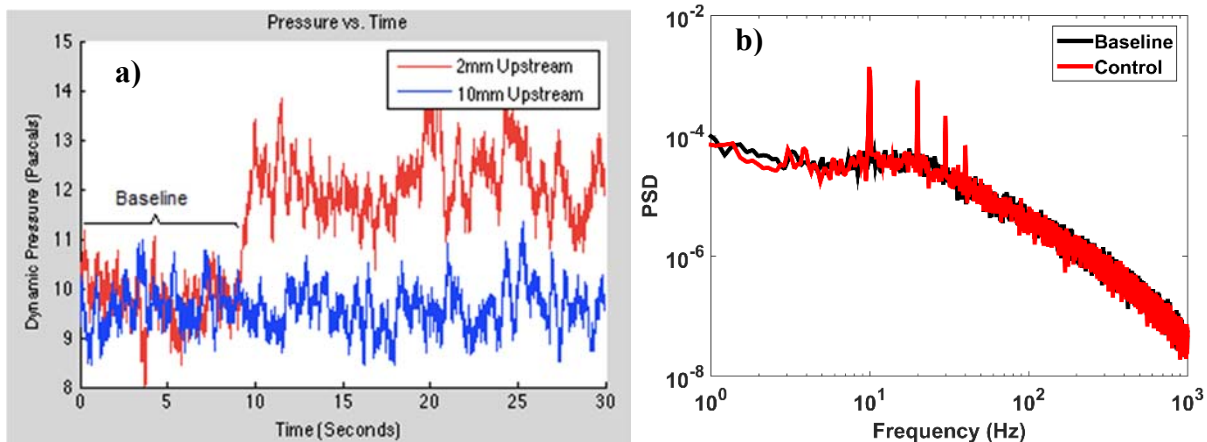 Pressure vs. Time
a)
2mm Upstream
10mm Upstream
Baseline
Dynamic Pressure (Pascals)
15
14
13
12
11
10
9
8
0 5 10 15 20 25 30
Time (Seconds)
b)
Baseline
Control
PSD
10^-2
10^-4
10^-6
10^-8
10^0 10^1 10^2 10^3
Frequency (Hz)